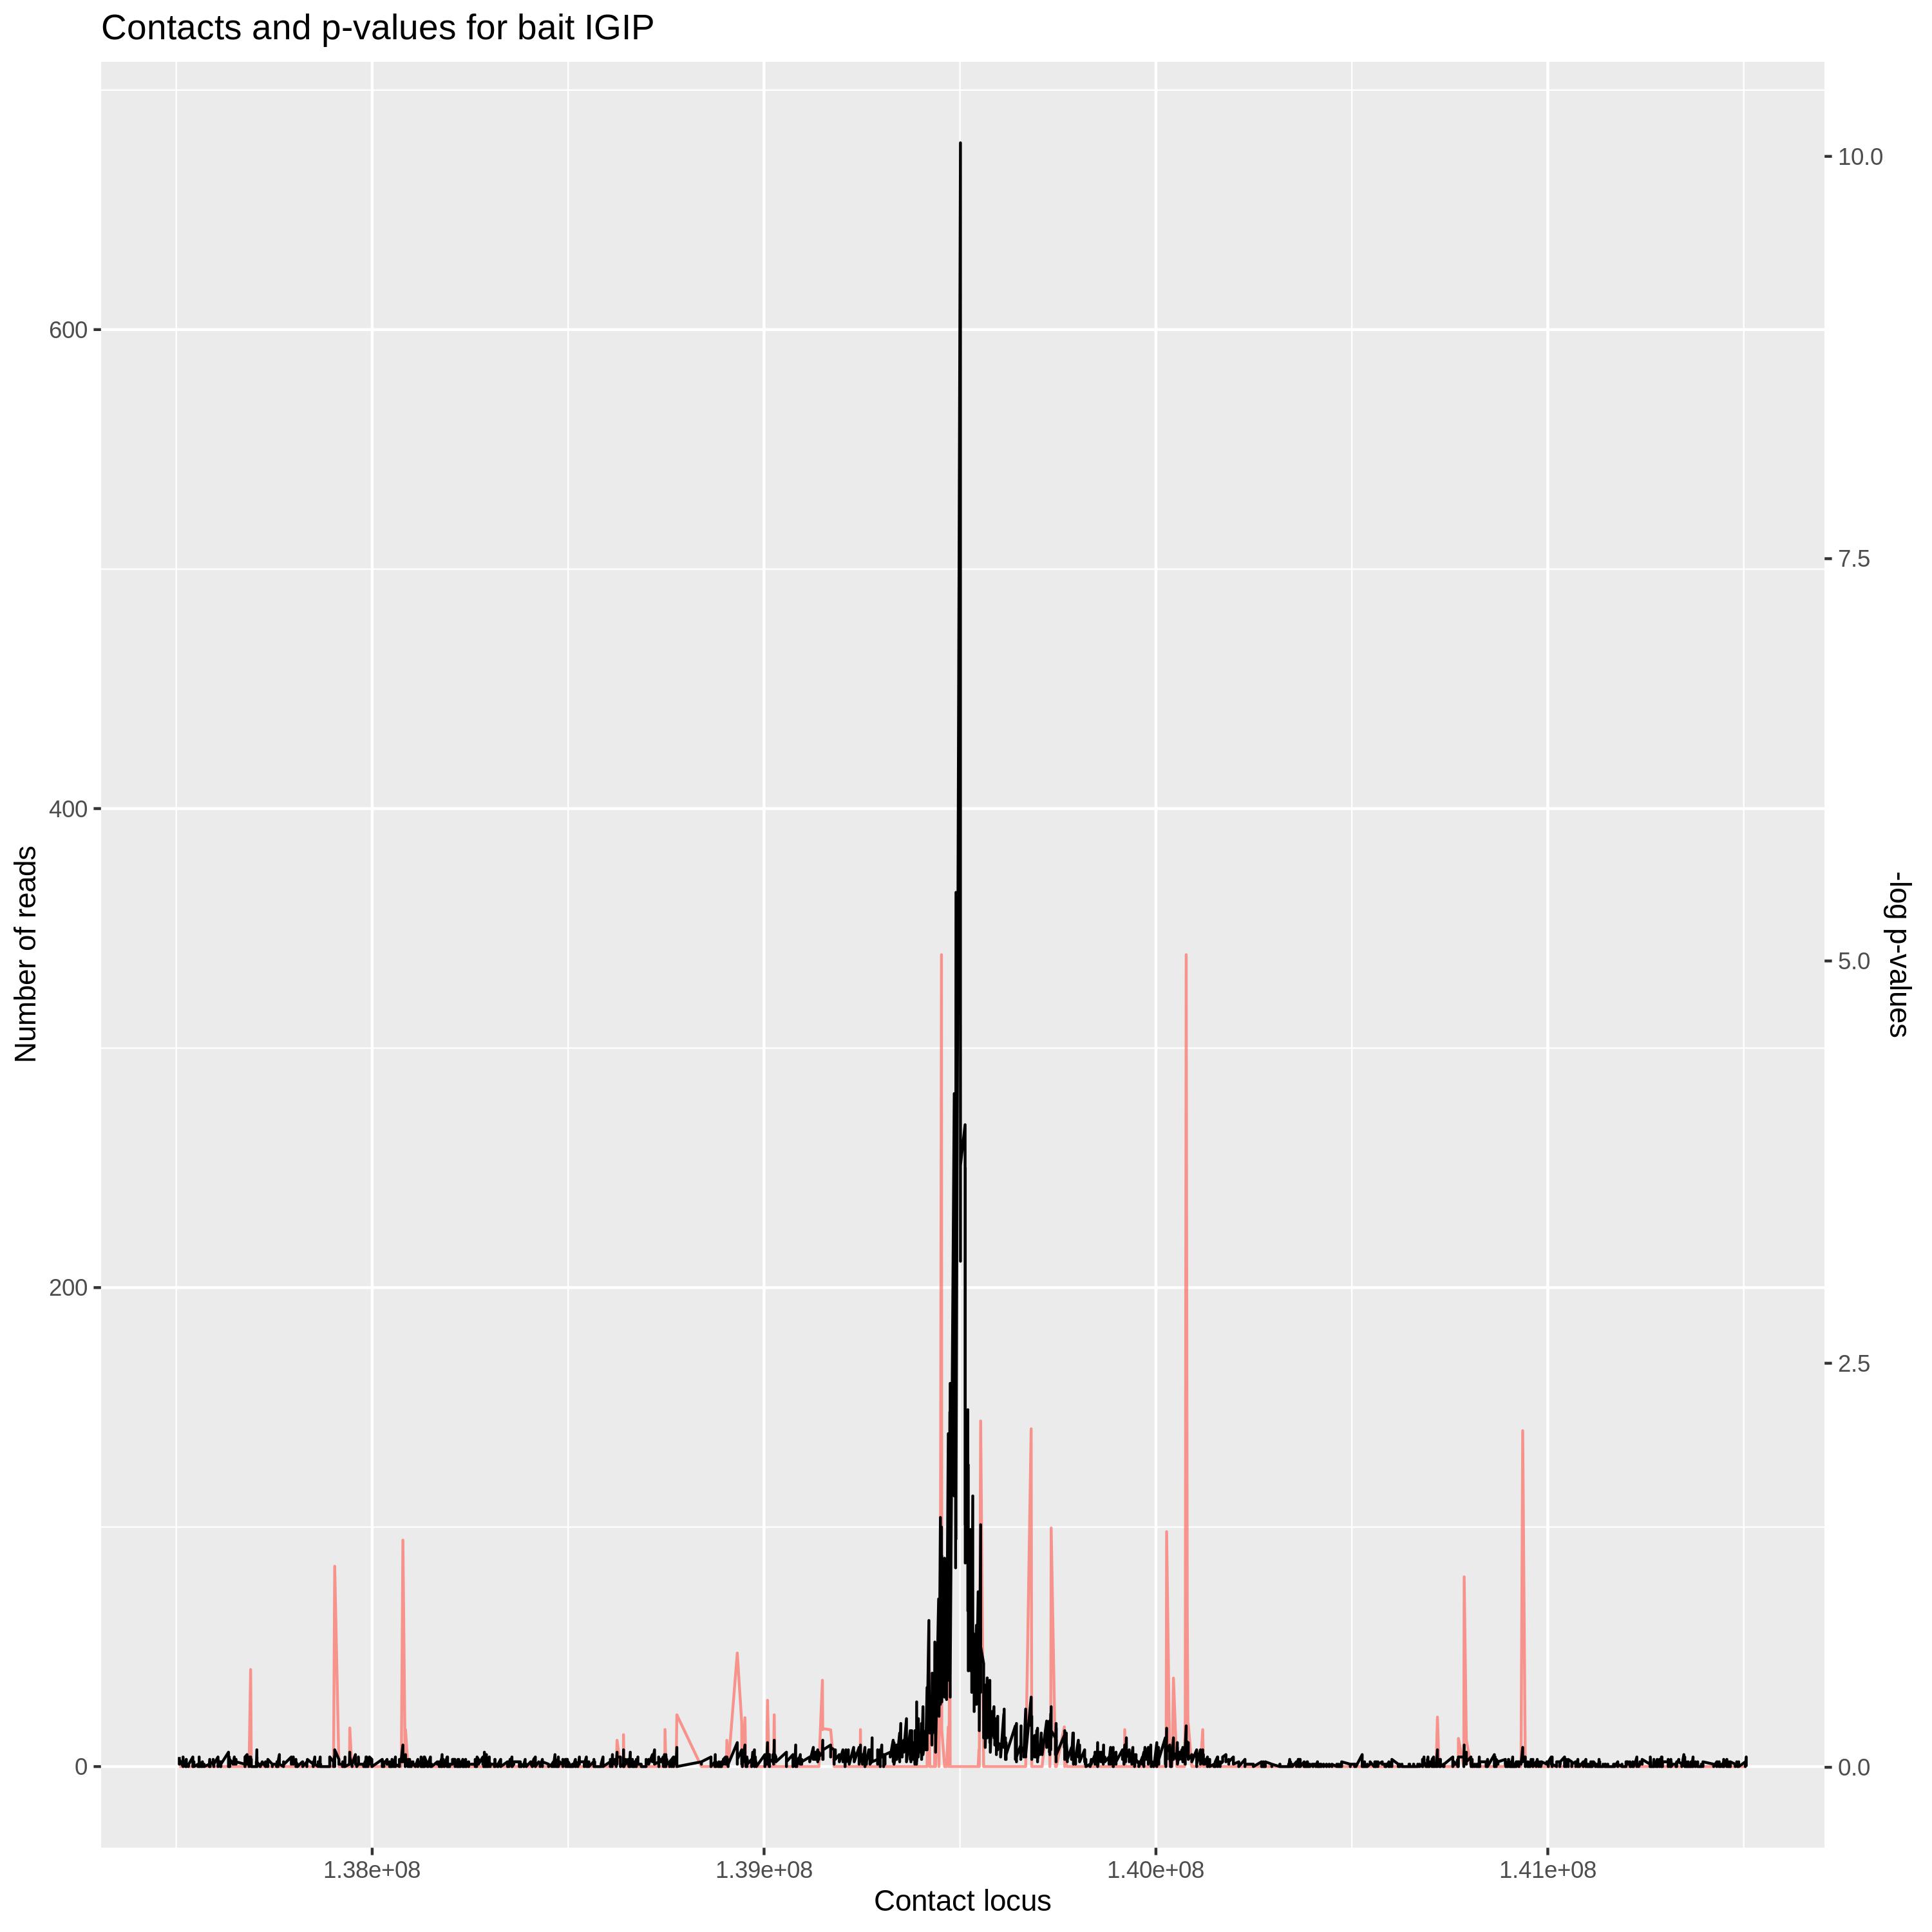 Contacts and p-values for bait IGIP
Number of reads
600
400
200
0
10.0
7.5
5.0
2.5
0.0
-log p-values
1.38e+08
1.39e+08
1.40e+08
1.41e+08
Contact locus